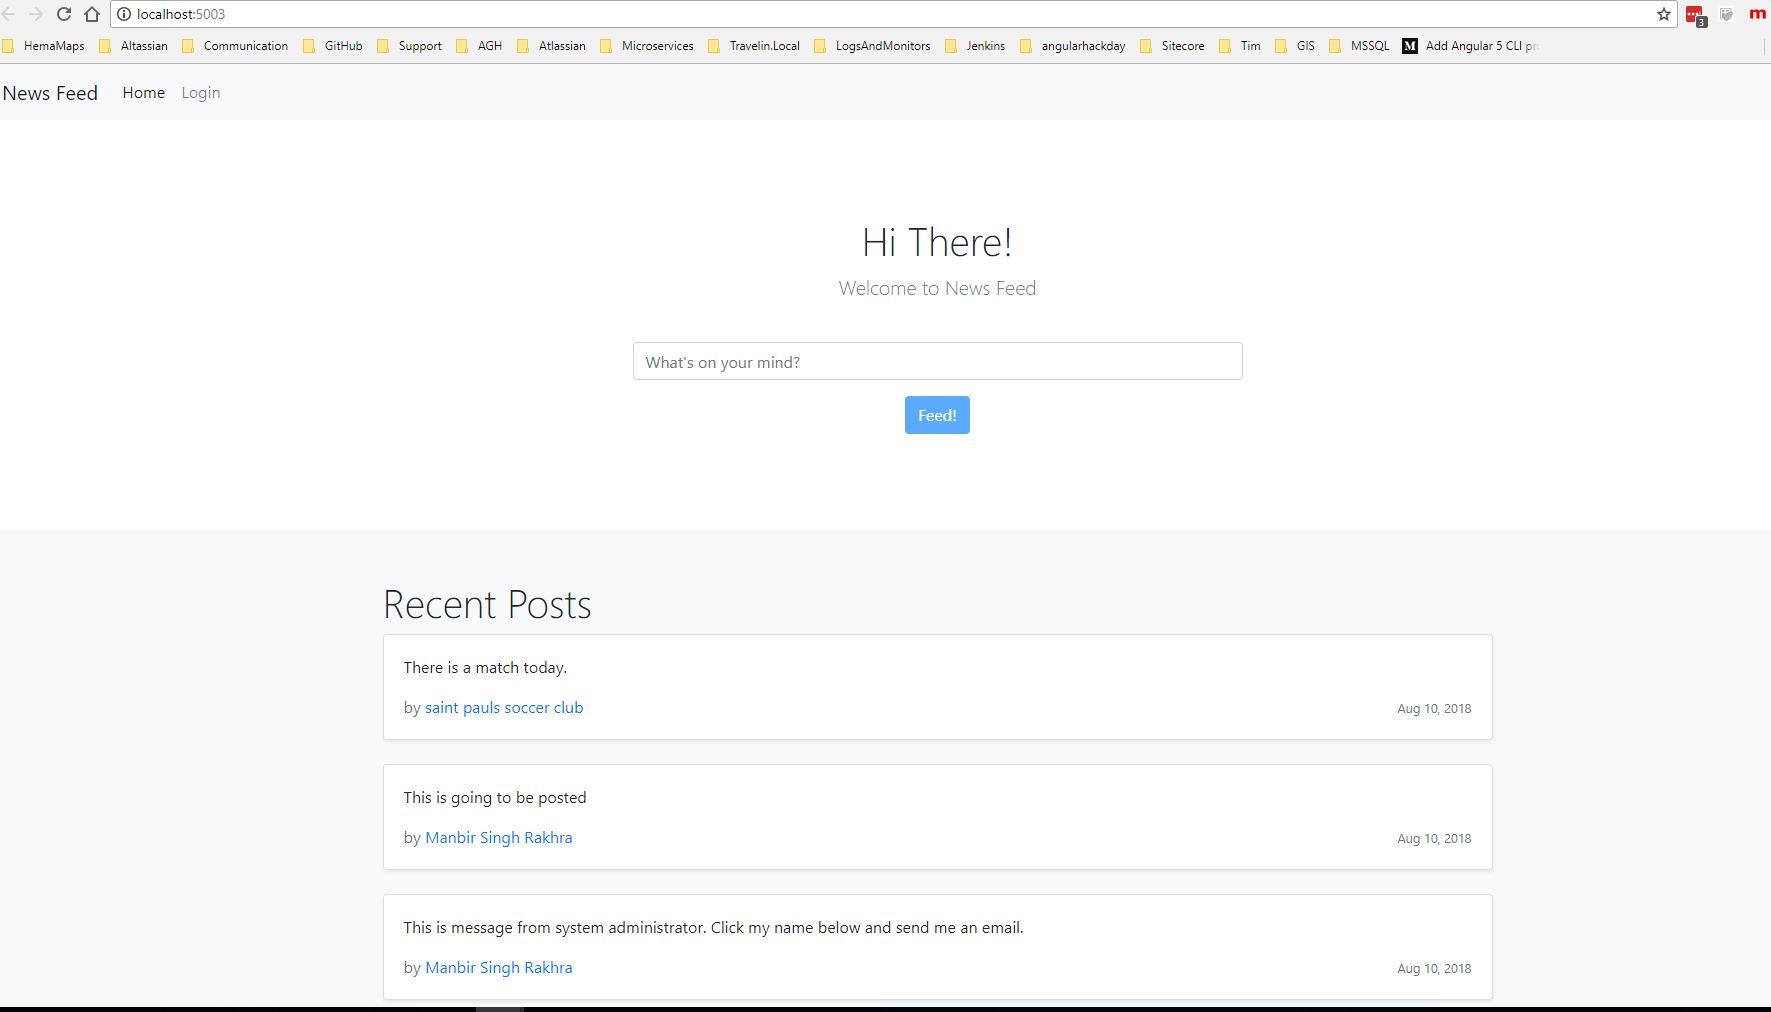 localhost:5003
3
m
HemaMaps Altassian Communication GitHub Support AGH Atlassian Microservices Travelin.Local LogsAndMonitors Jenkins angularhackday Sitecore Tim GIS MSSQL M Add Angular 5 CLI pr
News Feed Home Login
Hi There!
Welcome to News Feed
What's on your mind?
Feed!
Recent Posts
There is a match today.
by saint pauls soccer club Aug 10, 2018
This is going to be posted
by Manbir Singh Rakhra Aug 10, 2018
This is message from system administrator. Click my name below and send me an email.
by Manbir Singh Rakhra Aug 10, 2018